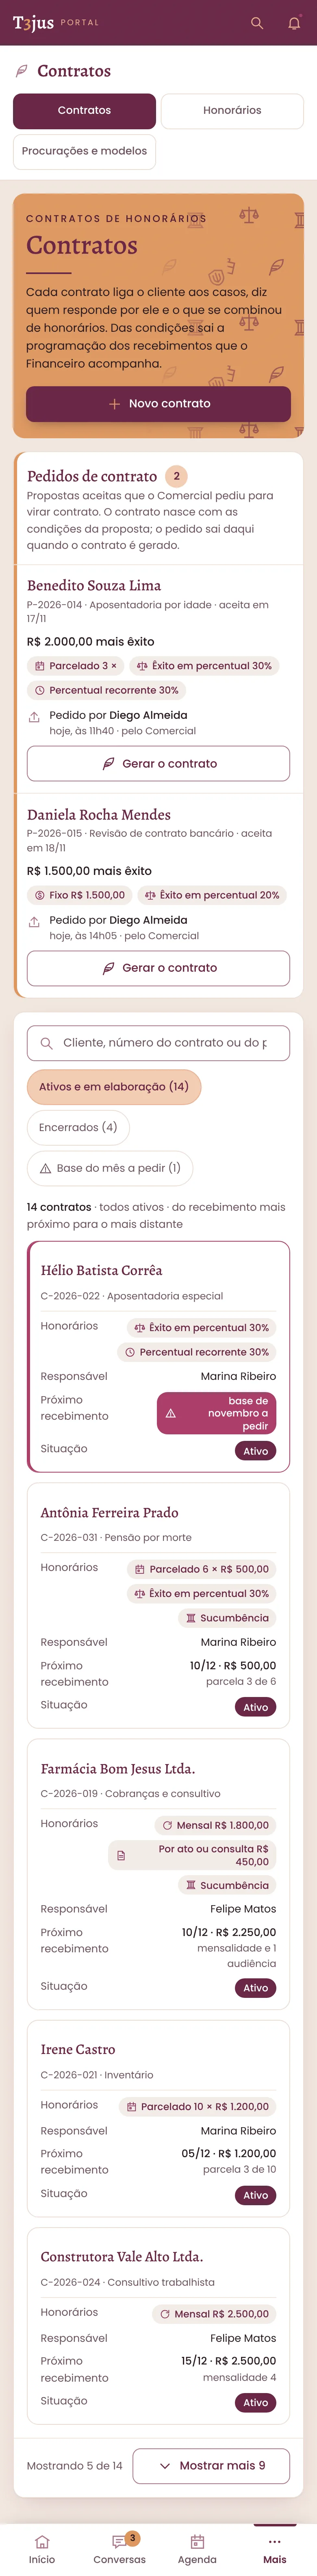 T3jus PORTAL
Contratos
Contratos
Honorários
Procurações e modelos
CONTRATOS DE HONORÁRIOS
Contratos
Cada contrato liga o cliente aos casos, diz
quem responde por ele e o que se combinou
de honorários. Das condições sai a
programação dos recebimentos que o
Financeiro acompanha.
Novo contrato
Pedidos de contrato 2
Propostas aceitas que o Comercial pediu para
virar contrato. O contrato nasce com as
condições da proposta; o pedido sai daqui
quando o contrato é gerado.
Benedito Souza Lima
P-2026-014 · Aposentadoria por idade · aceita em
17/11
R$ 2.000,00 mais êxito
Parcelado 3 ×
Êxito em percentual 30%
Percentual recorrente 30%
Pedido por Diego Almeida
hoje, às 11h40 · pelo Comercial
Gerar o contrato
Daniela Rocha Mendes
P-2026-015 · Revisão de contrato bancário · aceita
em 18/11
R$ 1.500,00 mais êxito
Fixo R$ 1.500,00
Êxito em percentual 20%
Pedido por Diego Almeida
hoje, às 14h05 · pelo Comercial
Gerar o contrato
Cliente, número do contrato ou do p
Ativos e em elaboração (14)
Encerrados (4)
Base do mês a pedir (1)
14 contratos · todos ativos · do recebimento mais
próximo para o mais distante
Hélio Batista Corrêa
C-2026-022 · Aposentadoria especial
Honorários
Êxito em percentual 30%
Percentual recorrente 30%
Responsável
Marina Ribeiro
Próximo
recebimento
base de
novembro a
pedir
Situação
Ativo
Antônia Ferreira Prado
C-2026-031 · Pensão por morte
Honorários
Parcelado 6 × R$ 500,00
Êxito em percentual 30%
Sucumbência
Responsável
Marina Ribeiro
Próximo
recebimento
10/12 · R$ 500,00
parcela 3 de 6
Situação
Ativo
Farmácia Bom Jesus Ltda.
C-2026-019 · Cobranças e consultivo
Honorários
Mensal R$ 1.800,00
Por ato ou consulta R$
450,00
Sucumbência
Responsável
Felipe Matos
Próximo
recebimento
10/12 · R$ 2.250,00
mensalidade e 1
audiência
Situação
Ativo
Irene Castro
C-2026-021 · Inventário
Honorários
Parcelado 10 × R$ 1.200,00
Responsável
Marina Ribeiro
Próximo
recebimento
05/12 · R$ 1.200,00
parcela 3 de 10
Situação
Ativo
Construtora Vale Alto Ltda.
C-2026-024 · Consultivo trabalhista
Honorários
Mensal R$ 2.500,00
Responsável
Felipe Matos
Próximo
recebimento
15/12 · R$ 2.500,00
mensalidade 4
Situação
Ativo
Mostrando 5 de 14
Mostrar mais 9
Início
3
Conversas
Agenda
Mais